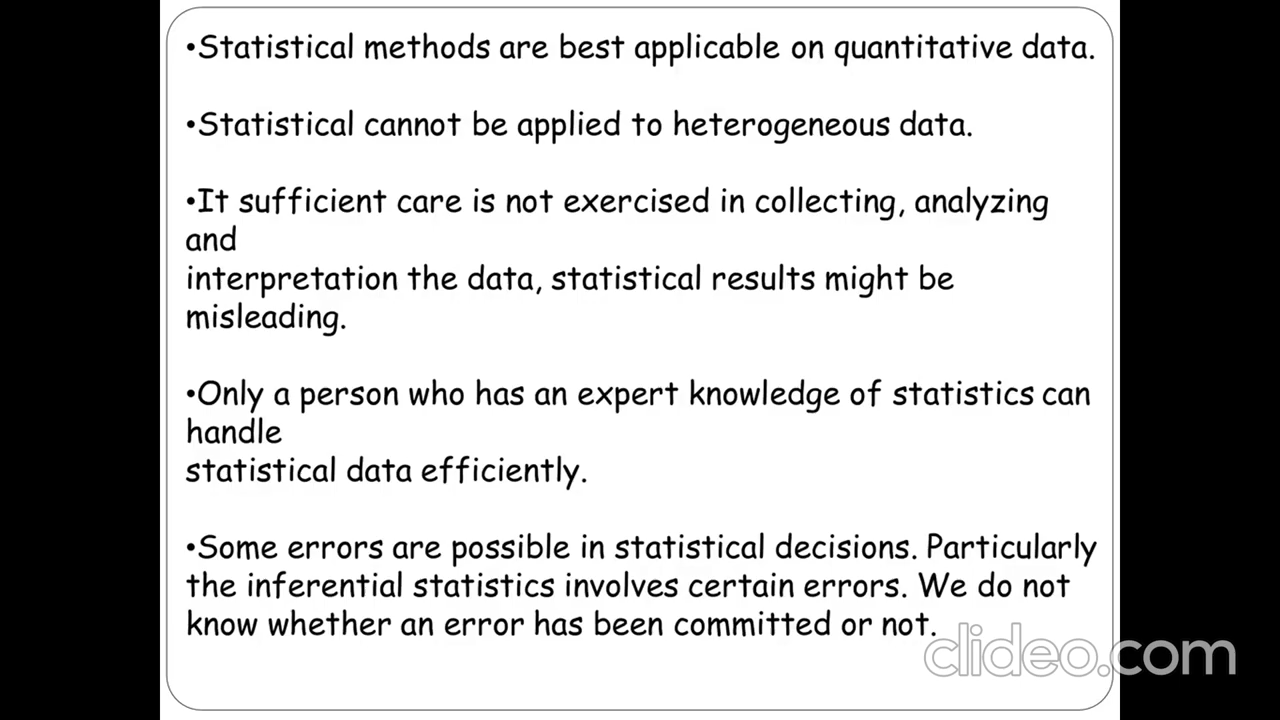 •Statistical methods are best applicable on quantitative data.
•Statistical cannot be applied to heterogeneous data.
•It sufficient care is not exercised in collecting, analyzing
and
interpretation the data, statistical results might be
misleading.
•Only a person who has an expert knowledge of statistics can
handle
statistical data efficiently.
•Some errors are possible in statistical decisions. Particularly
the inferential statistics involves certain errors. We do not
know whether an error has been committed or not.
clideo.com